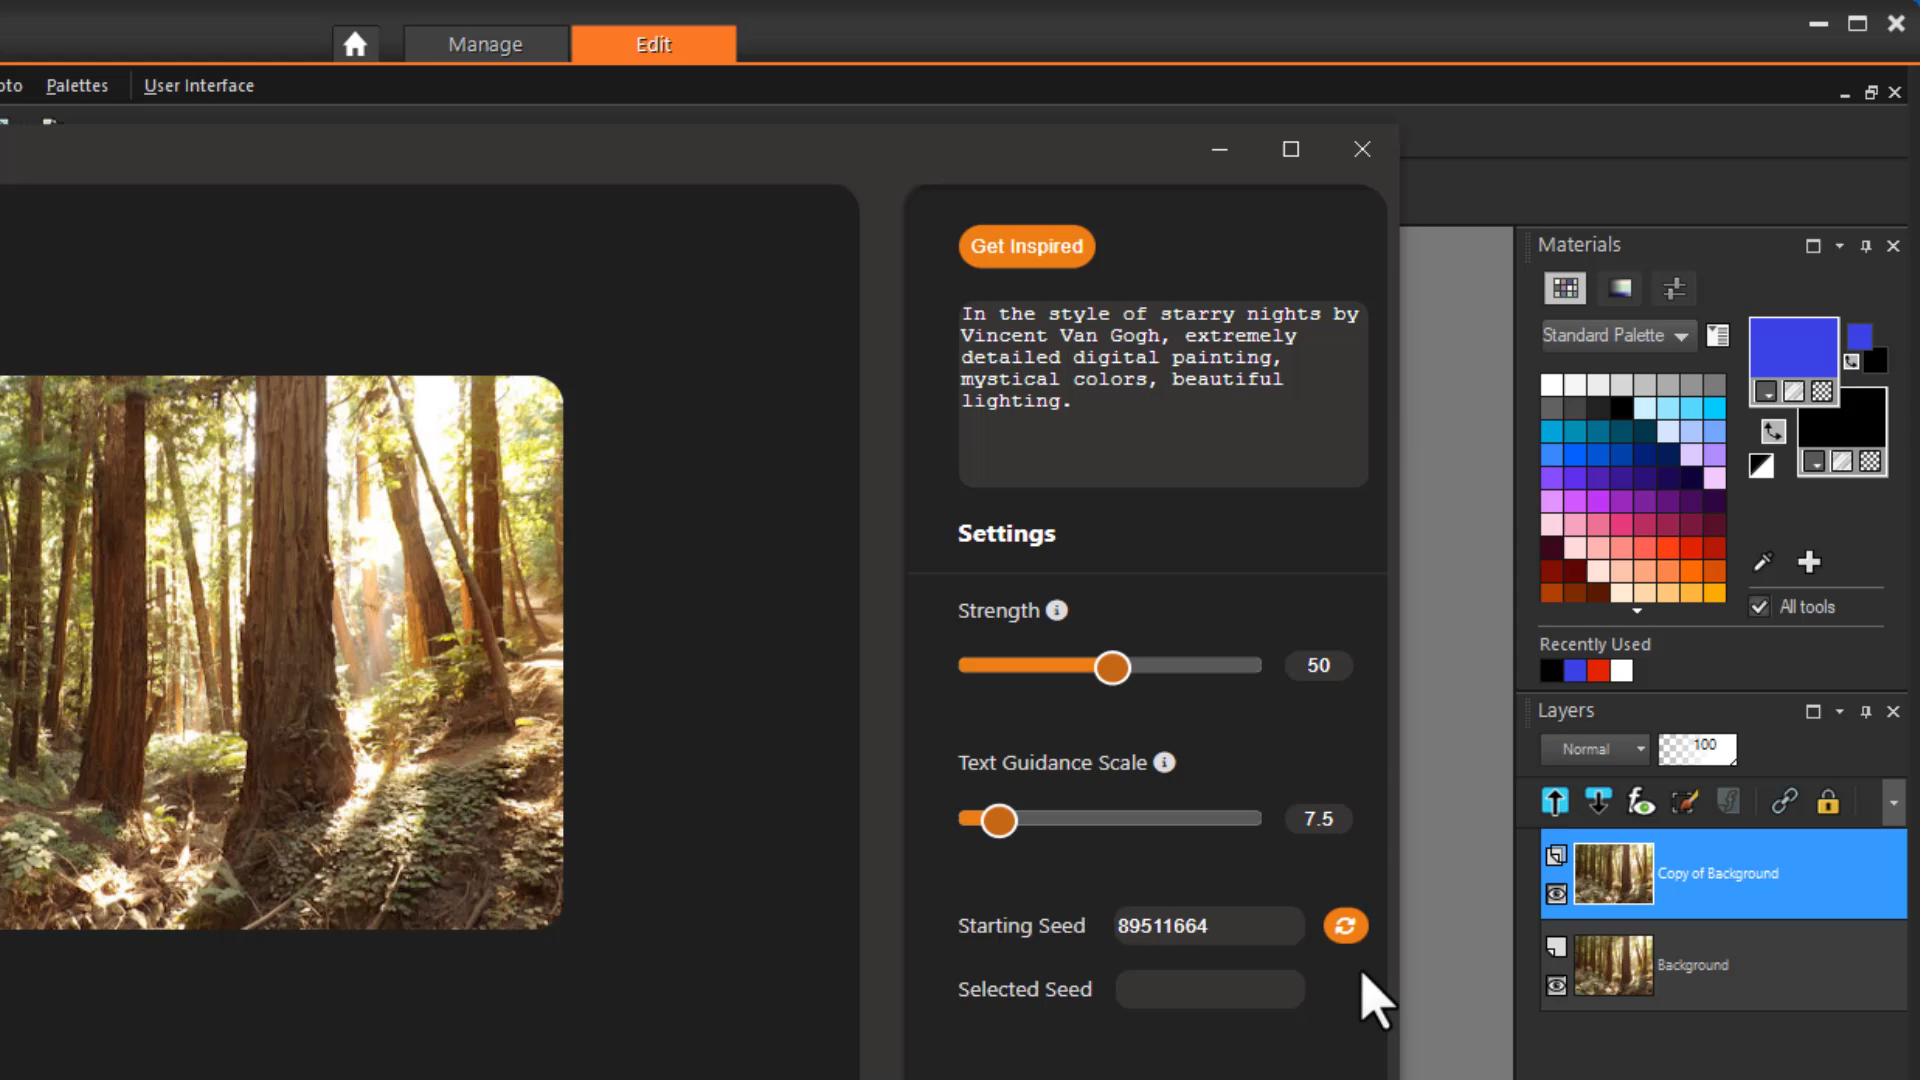 Manage
Edit
oto
Palettes
User Interface
Get Inspired
In the style of starry nights by
Vincent Van Gogh, extremely
detailed digital painting,
mystical colors, beautiful
lighting.
Settings
Strength
50
Text Guidance Scale
7.5
Starting Seed 89511664
Selected Seed
Materials
Standard Palette
All tools
Recently Used
Layers
Normal
100
Copy of Background
Background